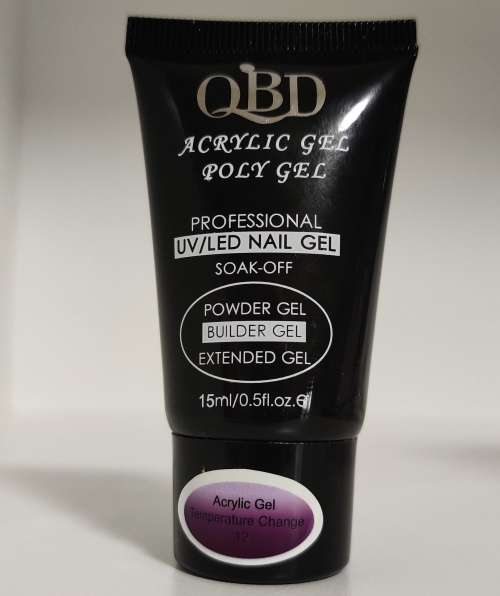 QBD
ACRYLIC GEL
POLY GEL
PROFESSIONAL
UV/LED NAIL GEL
SOAK-OFF
POWDER GEL
BUILDER GEL
EXTENDED GEL
15ml/0.5fl.oz.e
Acrylic Gel
Temperature Change
12